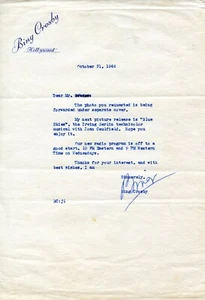 Bing Crosby
Hollywood
October 21, 1946
Dear Mr.
The photo you requested is being
forwarded under separate cover.
My next picture release is "Blue
Skies", the Irving Berlin technicolor
musical with Joan Caulfield. Hope you
enjoy it.
Our new radio program is off to a
good start, 10 PM Eastern and 9 PM Western
Time on Wednesdays.
Thanks for your interest, and with
best wishes, I am
Sincerely,
Bing
Bing Crosby